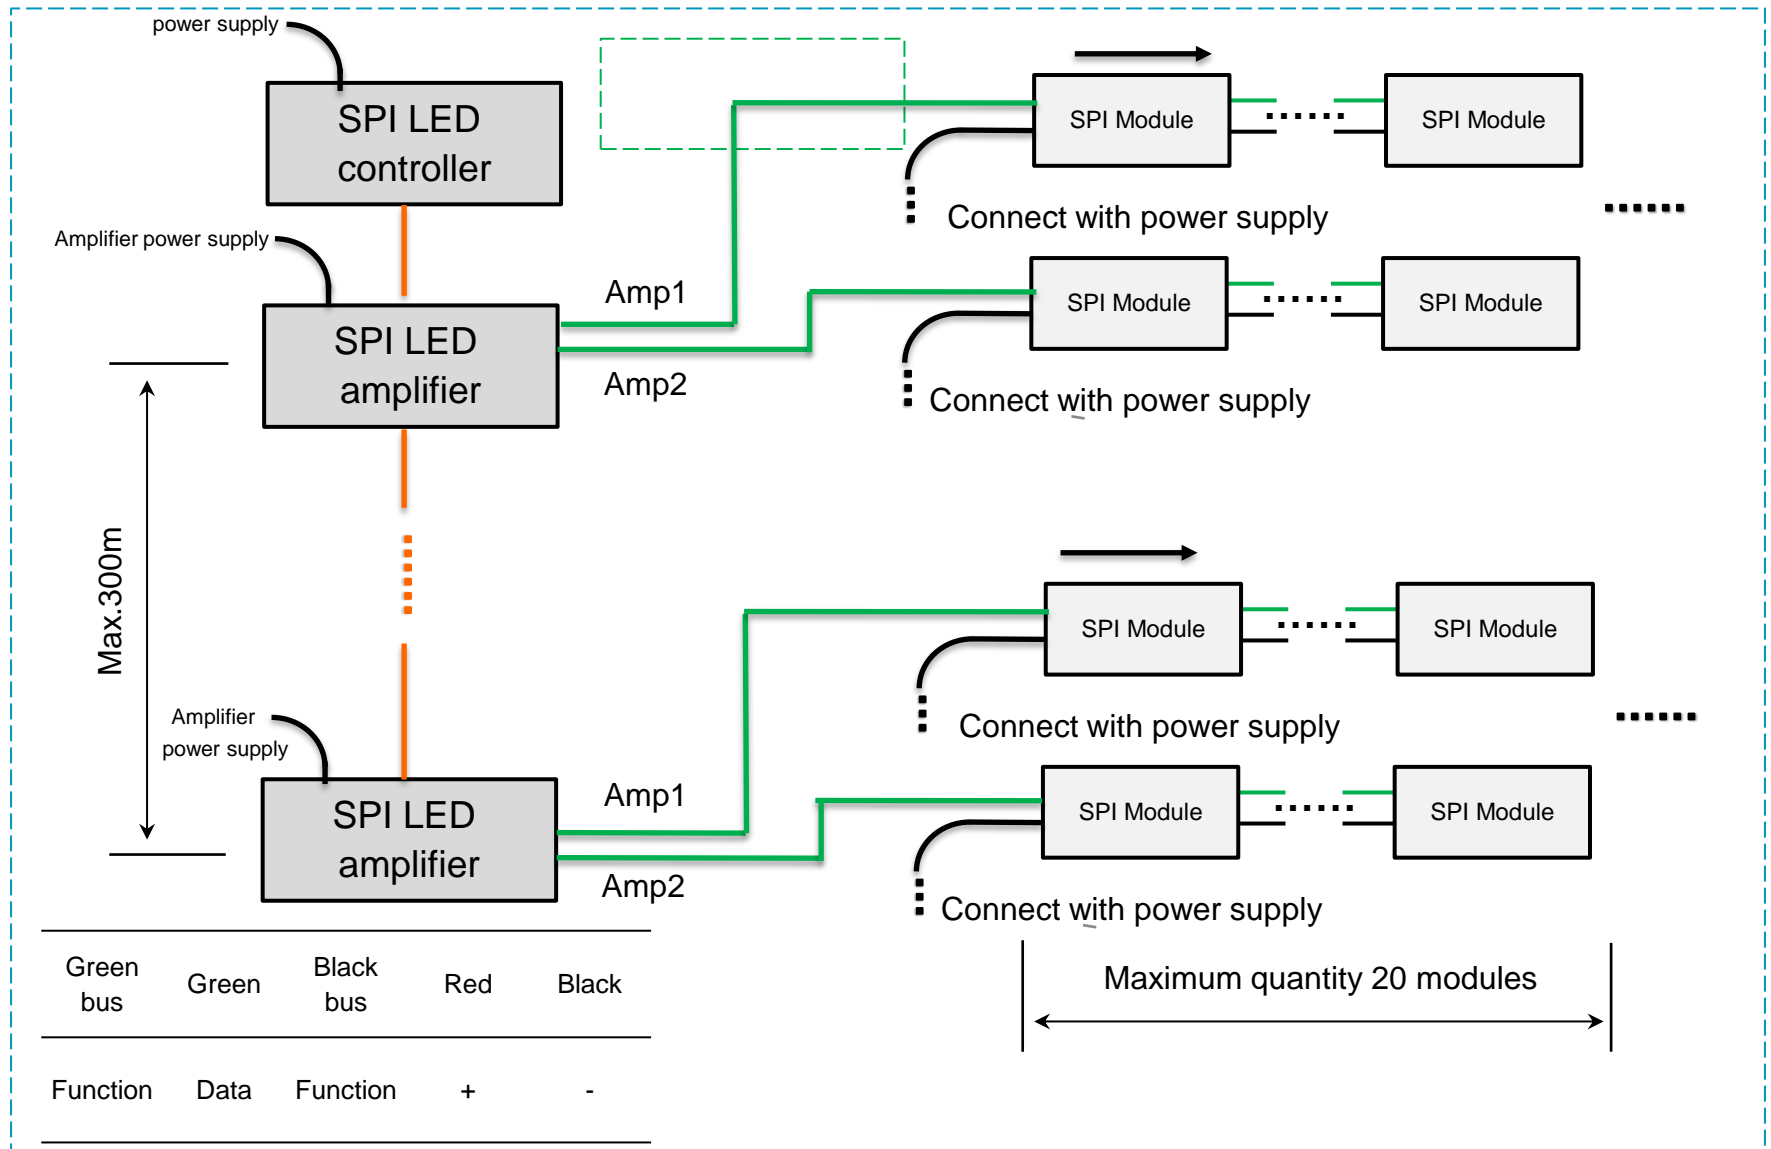 power supply
SPI LED
controller
SPI Module
SPI Module
Connect with power supply
Amplifier power supply
Amp1
SPI LED
amplifier
Amp2
SPI Module
SPI Module
Connect with power supply
Max.300m
SPI Module
SPI Module
Connect with power supply
Amplifier
power supply
Amp1
SPI LED
amplifier
Amp2
SPI Module
SPI Module
Connect with power supply
Green
bus
Green
Black
bus
Red
Black
Function
Data
Function
+
-
Maximum quantity 20 modules